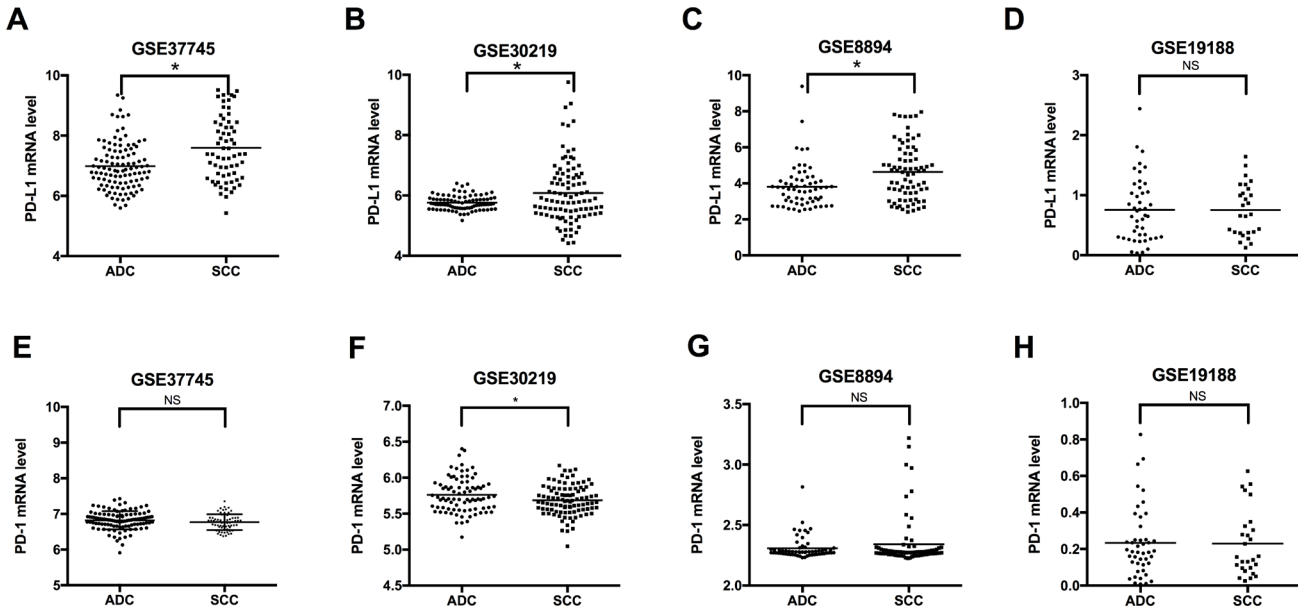 A
GSE37745
*
PD-L1 mRNA level
10
8
6
4
ADC SCC
B
GSE30219
*
PD-L1 mRNA level
10
8
6
4
ADC SCC
C
GSE8894
*
PD-L1 mRNA level
10
8
6
4
2
0
ADC SCC
D
GSE19188
NS
PD-L1 mRNA level
3
2
1
0
ADC SCC
E
GSE37745
NS
PD-1 mRNA level
10
9
8
7
6
5
ADC SCC
F
GSE30219
*
PD-1 mRNA level
7.0
6.5
6.0
5.5
5.0
4.5
ADC SCC
G
GSE8894
NS
PD-1 mRNA level
3.5
3.0
2.5
2.0
ADC SCC
H
GSE19188
NS
PD-1 mRNA level
1.0
0.8
0.6
0.4
0.2
0.0
ADC SCC